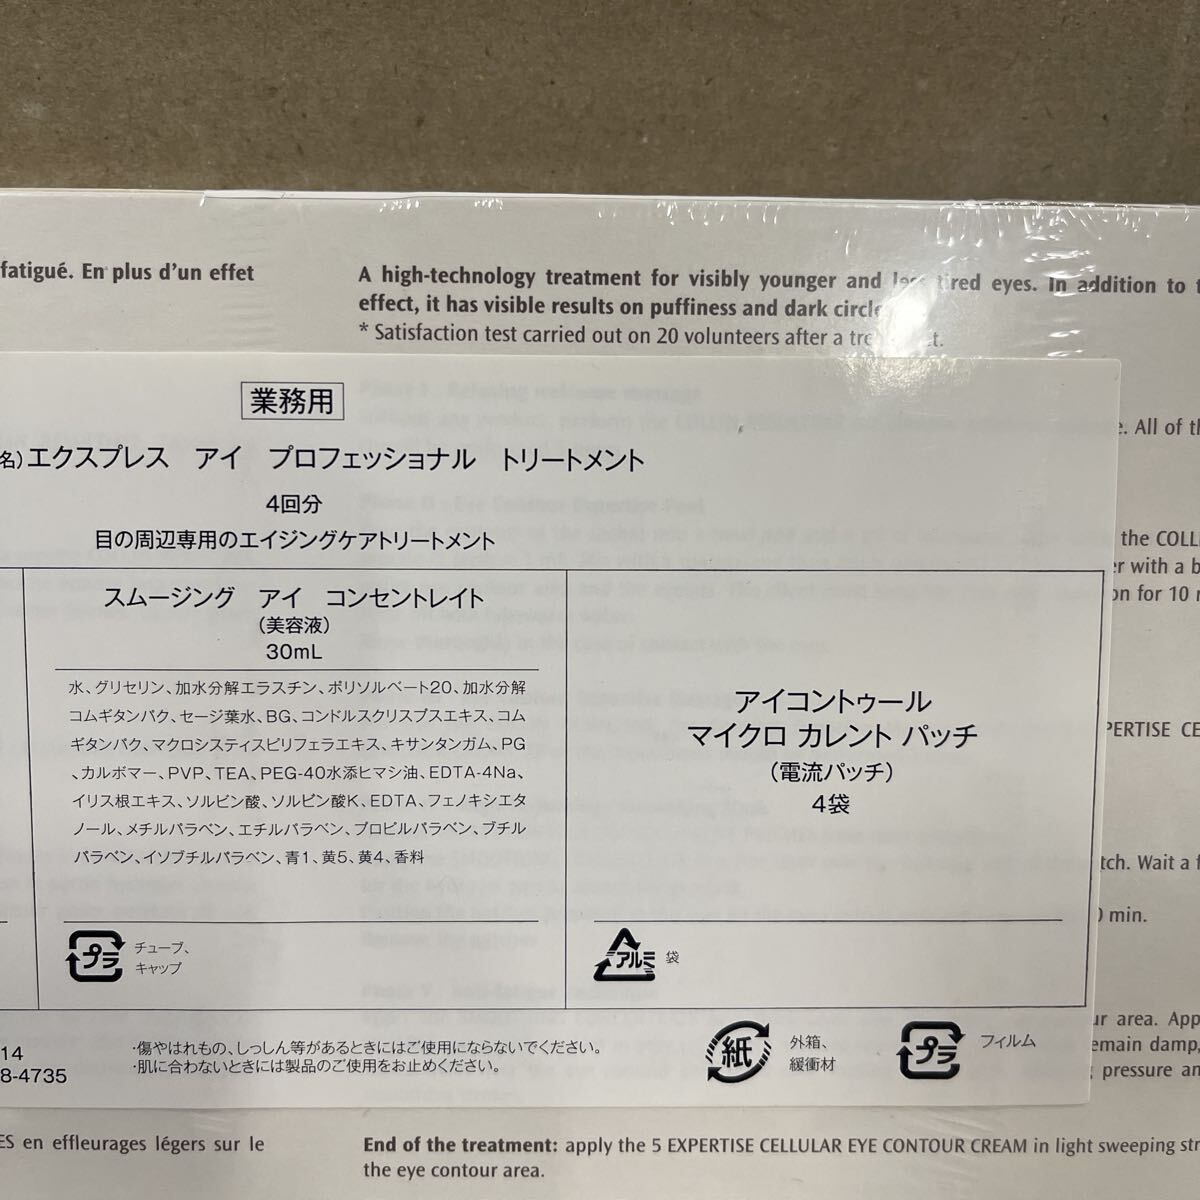 fatigué. En plus d'un effet
A high-technology treatment for visibly younger and less tired eyes. In addition to
effect, it has visible results on puffiness and dark circle
* Satisfaction test carried out on 20 volunteers after a
業務用
名)エクスプレス アイ プロフェッショナル トリートメント
4回分
目の周辺専用のエイジングケアトリートメント
スムージング アイ コンセントレイト
(美容液)
30mL
水、グリセリン、加水分解エラスチン、ポリソルベート20、加水分解
コムギタンパク、セージ葉水、BG、コンドルスクリスプスエキス、コム
ギタンパク、マクロシスティスピリフェラエキス、キサンタンガム、PG
、カルボマー、PVP、TEA、PEG-40水添ヒマシ油、EDTA-4Na、
イリス根エキス、ソルビン酸、ソルビン酸K、EDTA、フェノキシエタ
ノール、メチルパラベン、エチルパラベン、プロピルパラベン、ブチル
パラベン、イソブチルパラベン、青1、黄5、黄4、香料
プラ
チューブ、
キャップ
アイコントゥール
マイクロ カレント パッチ
(電流パッチ)
4袋
アルミ
袋
14
8-4735
・傷やはれもの、しっしん等があるときにはご使用にならないでください。
・肌に合わないときには製品のご使用をお止めください。
紙
外箱、
緩衝材
プラ
フィルム
. All of
the COLL
with a b
on for 10
PERTISE CE
tch. Wait a
min.
ur area. App
emain damp,
pressure an
ES en effleurages légers sur le
End of the treatment: apply the 5 EXPERTISE CELLULAR EYE CONTOUR CREAM in light sweeping
the eye contour area.